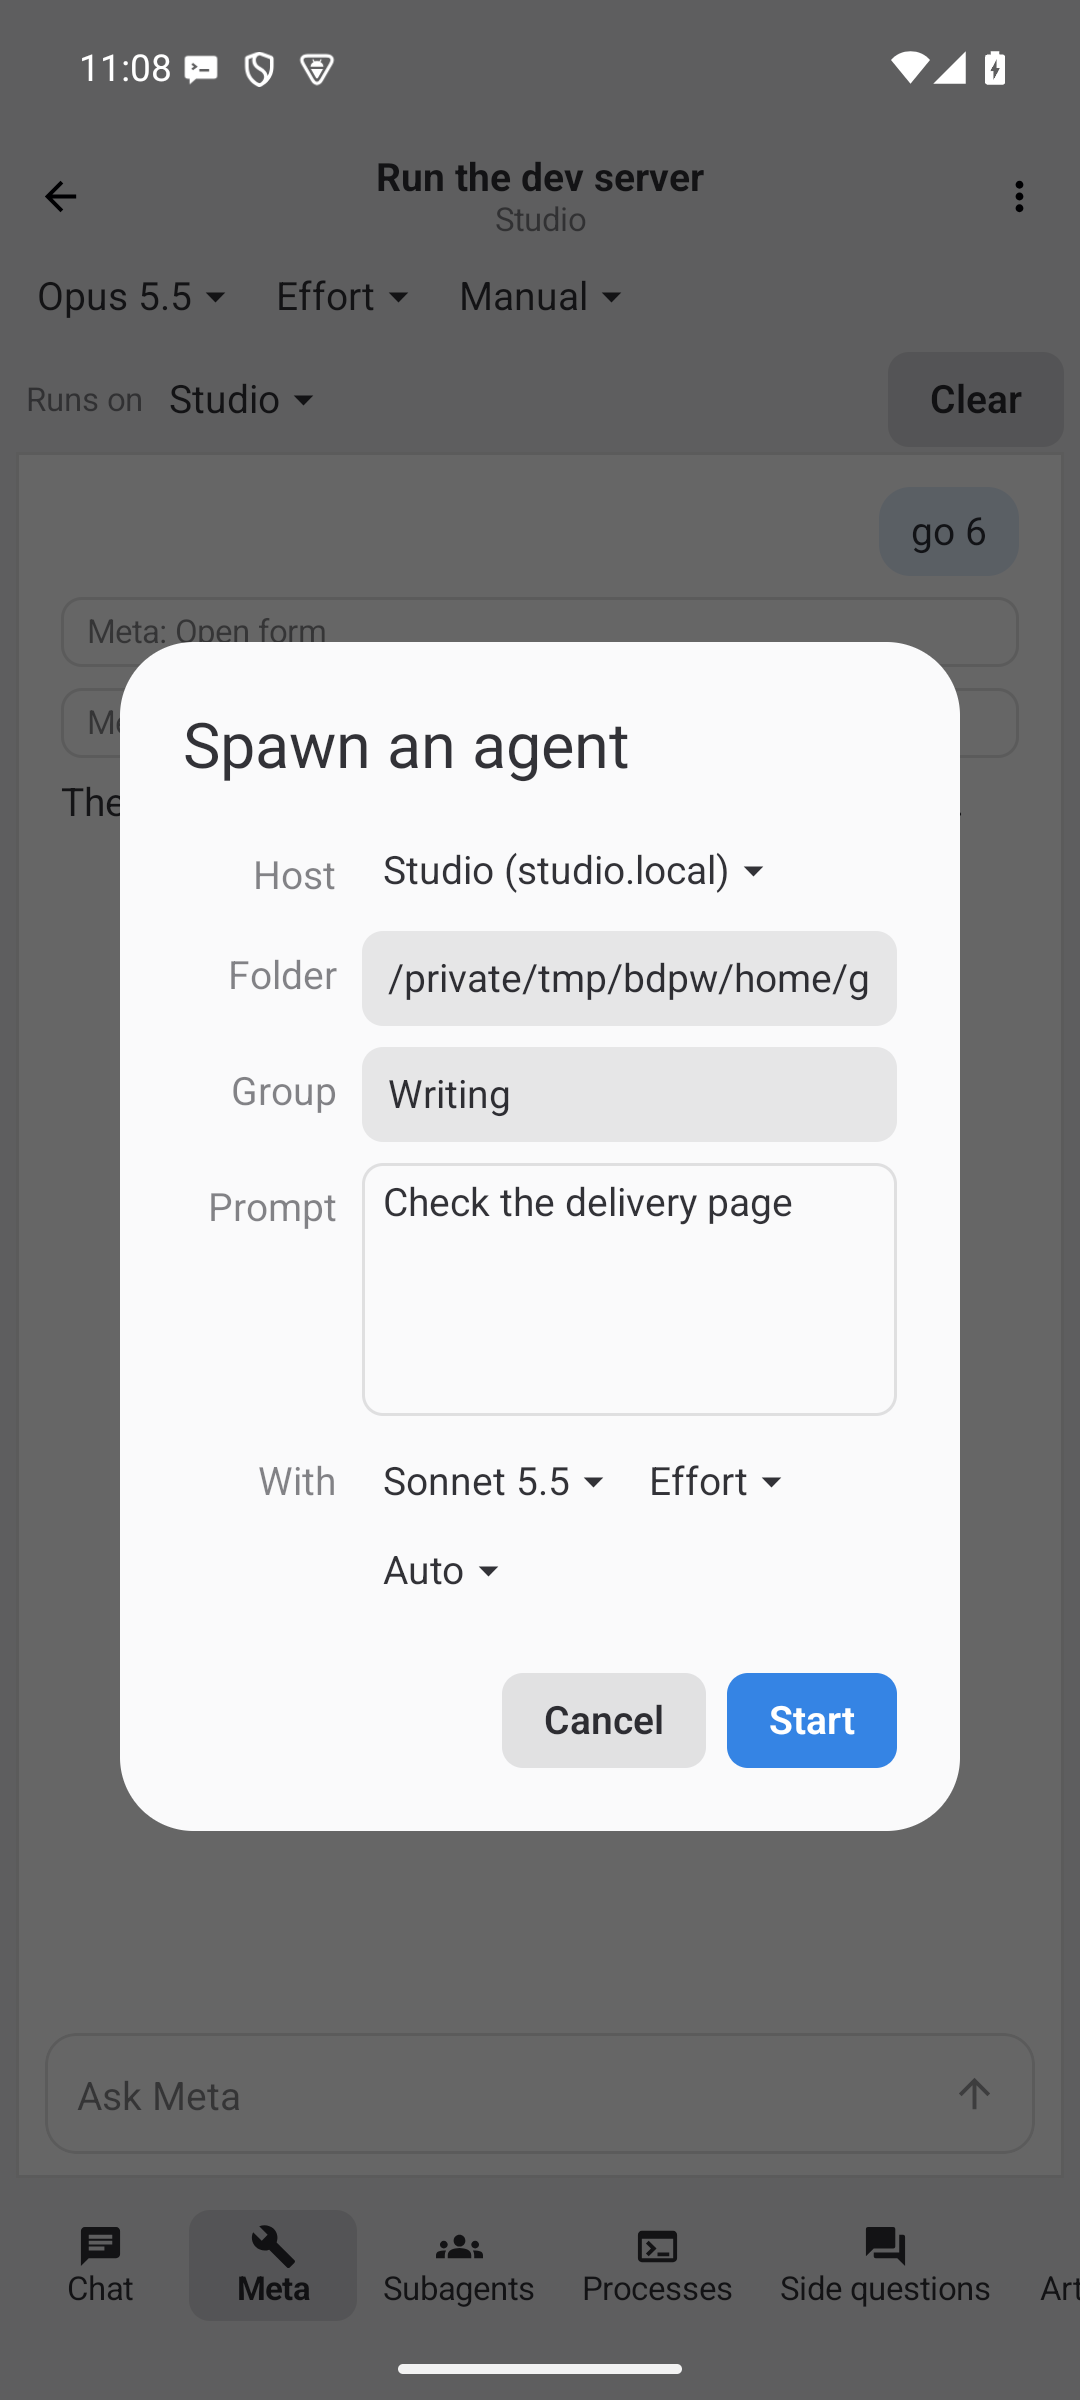 11:08
Run the dev server
Studio
Opus 5.5 Effort Manual
Runs on Studio Clear
go 6
Meta: Open form
The
Spawn an agent
Host Studio (studio.local)
Folder /private/tmp/bdpw/home/g
Group Writing
Prompt Check the delivery page
With Sonnet 5.5 Effort
Auto
Cancel Start
Ask Meta
Chat Meta Subagents Processes Side questions